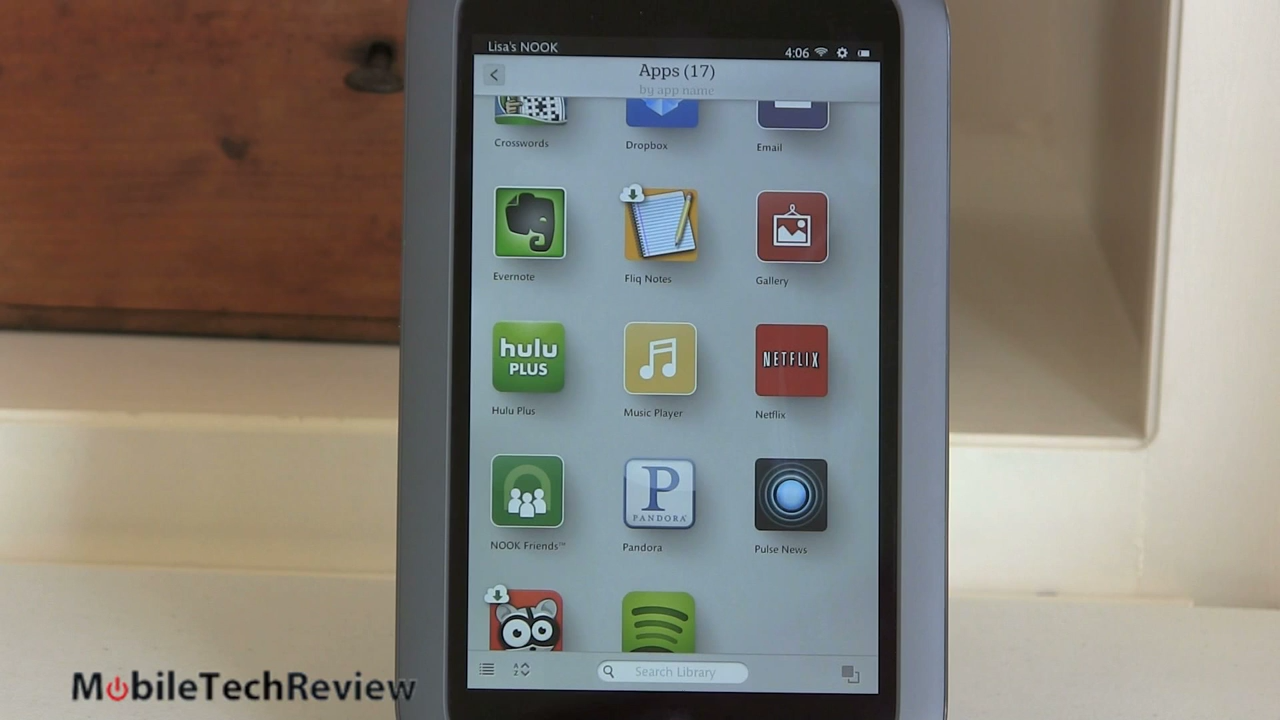 Lisa's NOOK
4:06
Apps (17)
by app name
Crosswords
Dropbox
Email
Evernote
Fliq Notes
Gallery
hulu
PLUS
NETFLIX
Hulu Plus
Music Player
Netflix
P
PANDORA
NOOK Friends™
Pandora
Pulse News
A
Z
Search Library
MobileTechReview